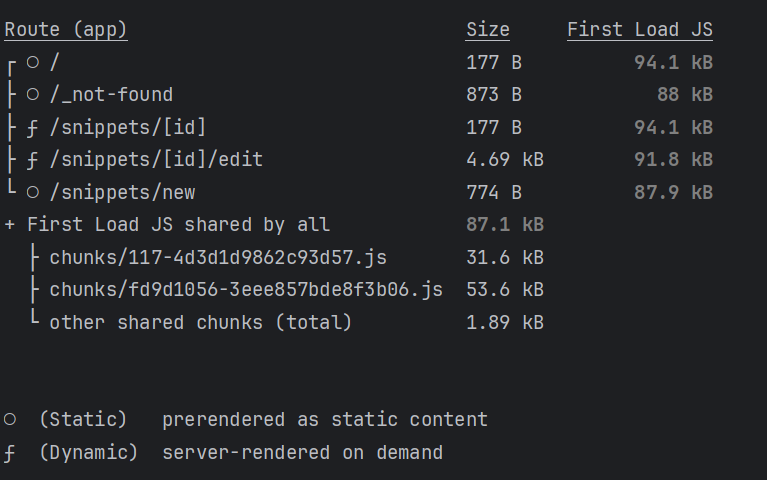 Route (app)                              Size     First Load JS
┌ ○ /                                    177 B          94.1 kB
├ ○ /_not-found                          873 B            88 kB
├ ƒ /snippets/[id]                       177 B          94.1 kB
├ ƒ /snippets/[id]/edit                  4.69 kB        91.8 kB
└ ○ /snippets/new                        774 B          87.9 kB
+ First Load JS shared by all            87.1 kB
  ├ chunks/117-4d3d1d9862c93d57.js       31.6 kB
  ├ chunks/fd9d1056-3eee857bde8f3b06.js  53.6 kB
  └ other shared chunks (total)          1.89 kB
○  (Static)   prerendered as static content
ƒ  (Dynamic)  server-rendered on demand